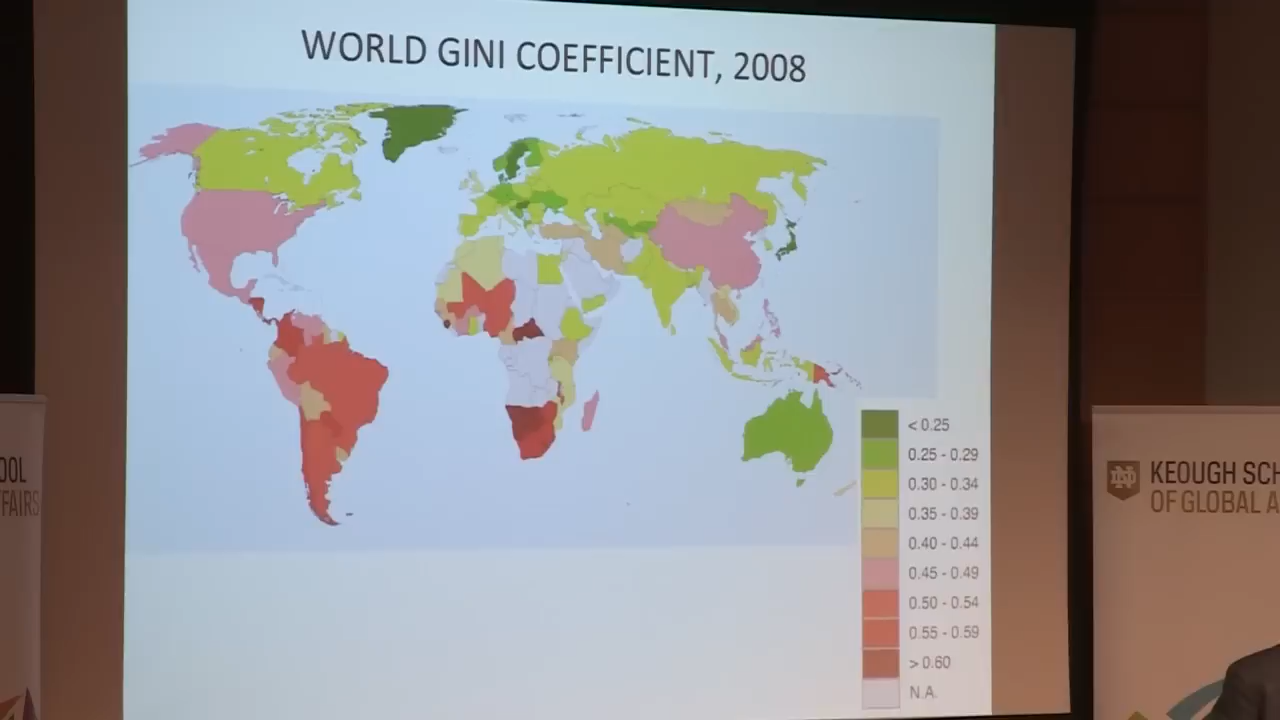 WORLD GINI COEFFICIENT, 2008
< 0.25
0.25 - 0.29
0.30 - 0.34
0.35 - 0.39
0.40 - 0.44
0.45 - 0.49
0.50 - 0.54
0.55 - 0.59
> 0.60
N.A.
OOL
FAIRS
ND
KEOUGH SCH
OF GLOBAL A